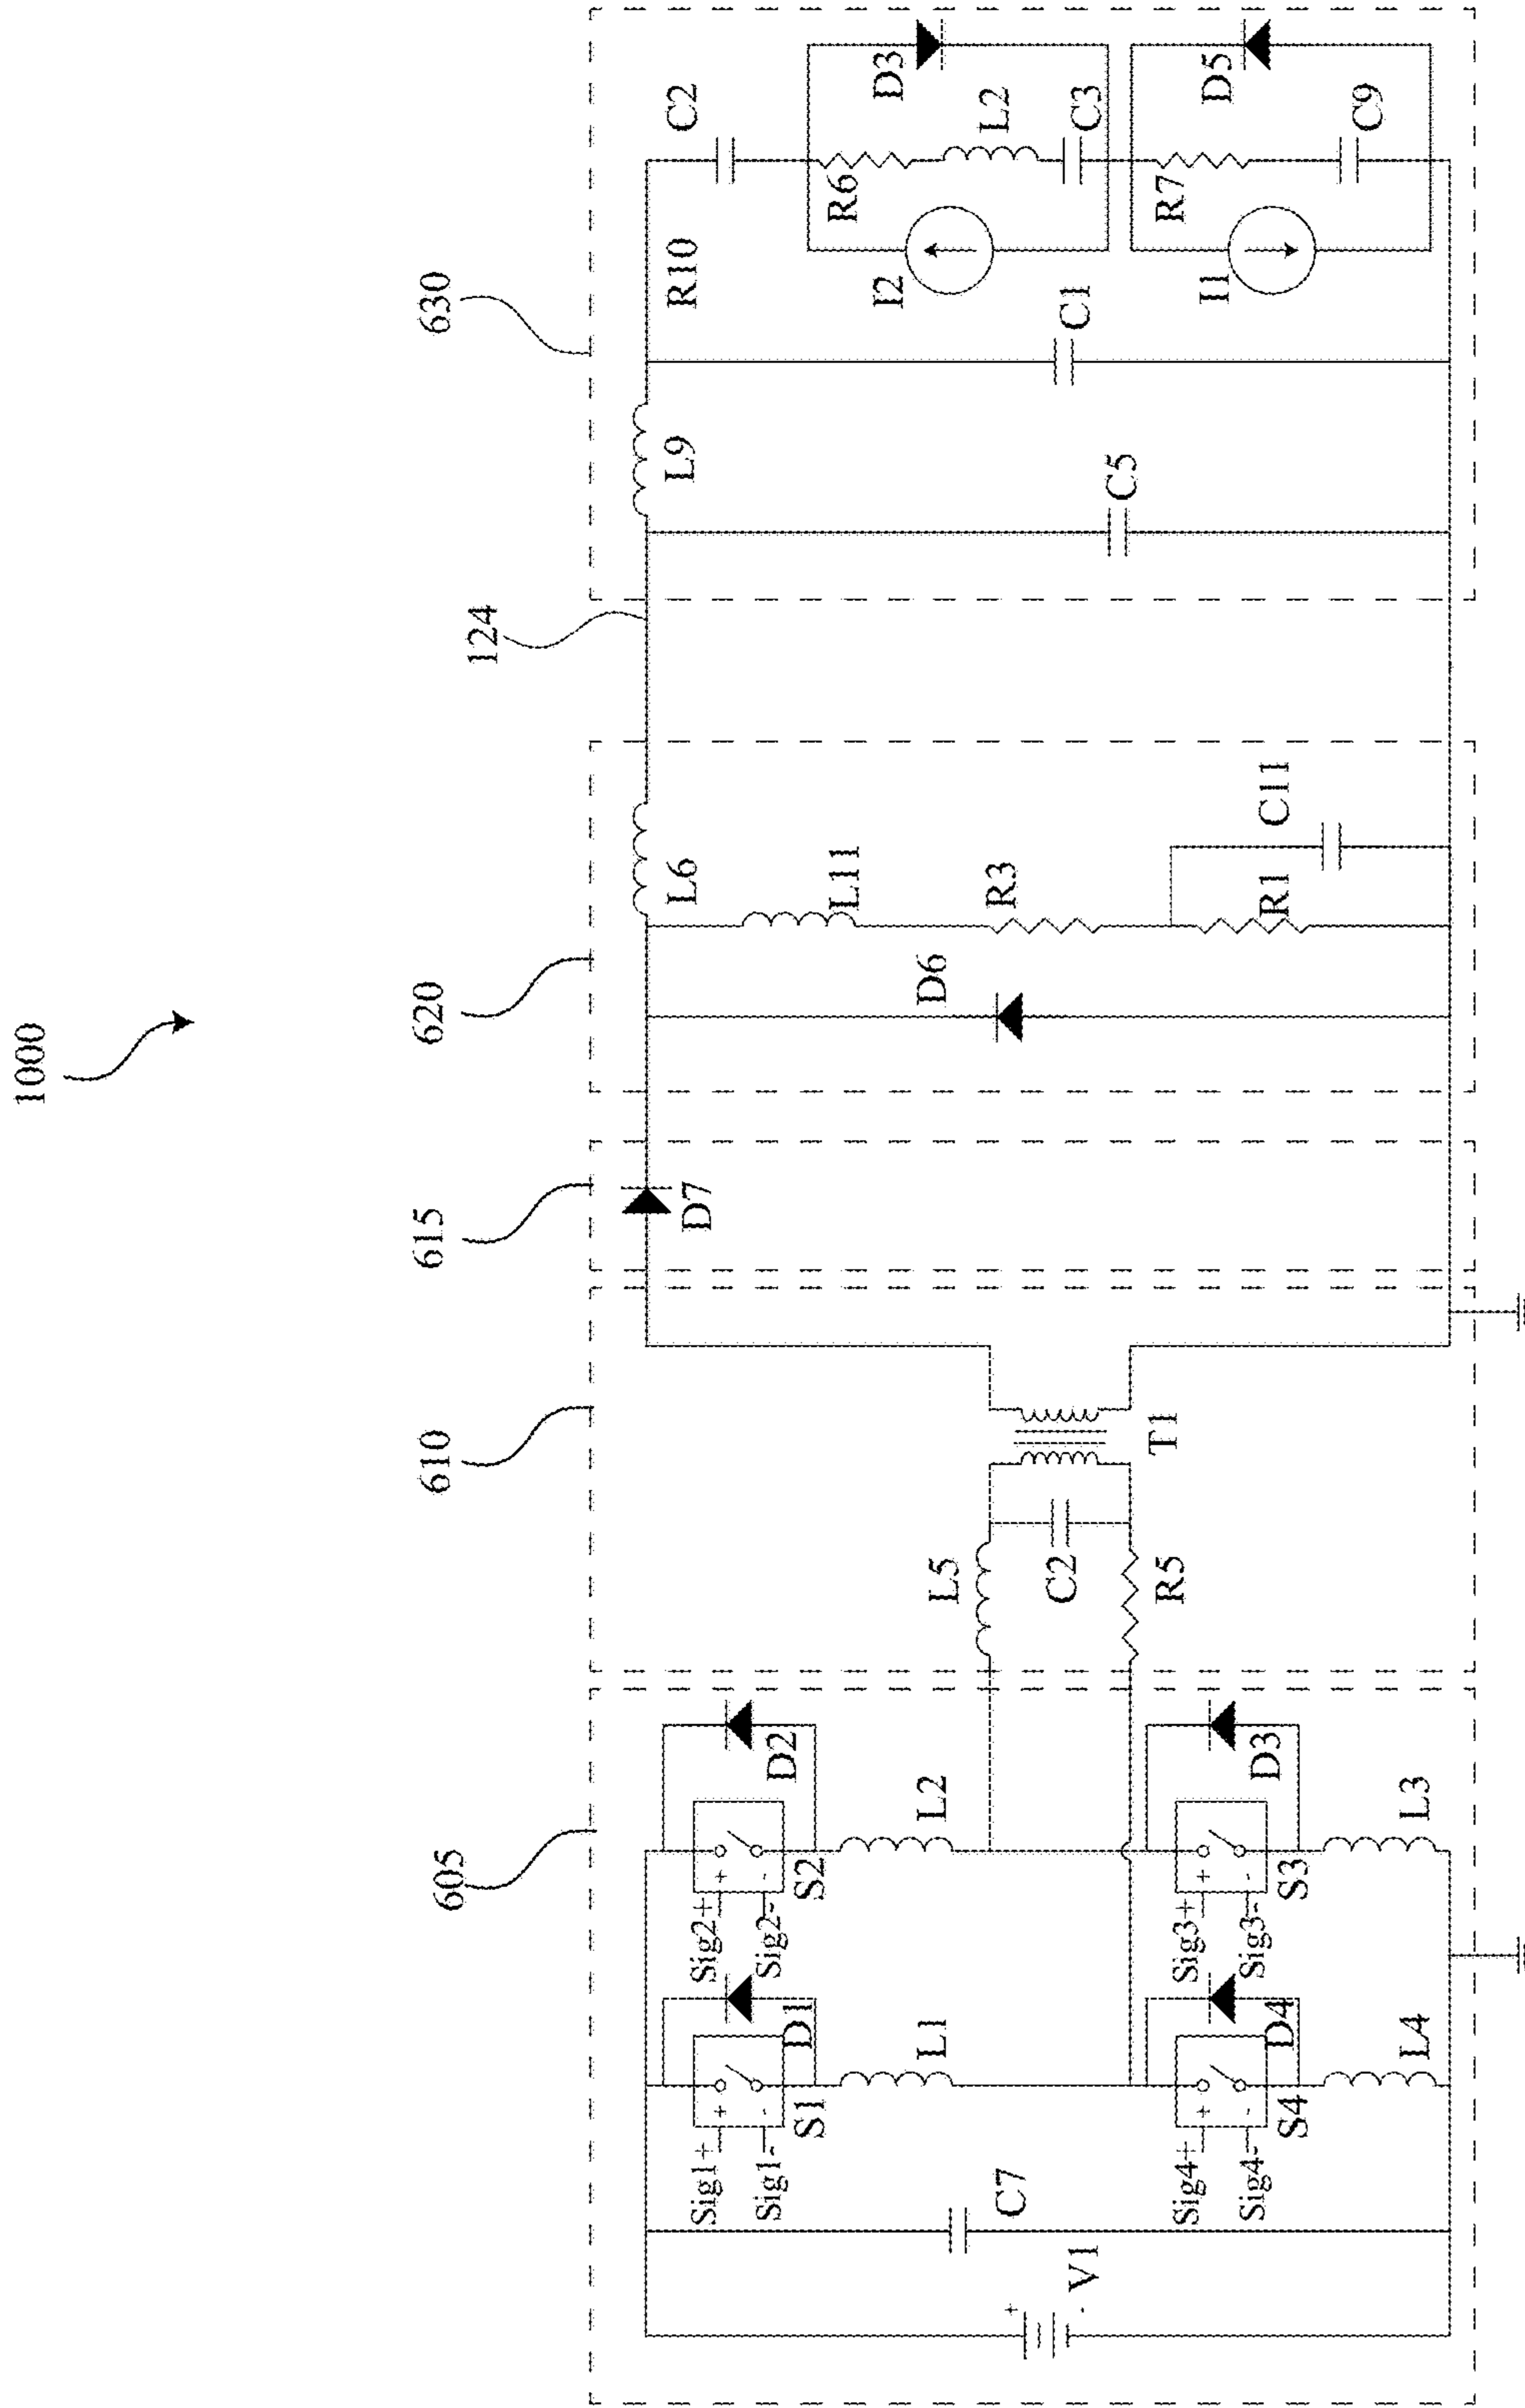 1000
605
610
615
620
124
630
V1
+
-
C7
Sig1+
Sig1-
+
-
S1
D1
L1
Sig2+
Sig2-
+
-
S2
D2
L2
Sig4+
Sig4-
+
-
S4
D4
L4
Sig3+
Sig3-
+
-
S3
D3
L3
L5
C2
R5
T1
D7
D6
L6
L11
R3
R1
C11
L9
C5
C1
R10
C2
I2
R6
L2
C3
D3
I1
R7
C9
D5